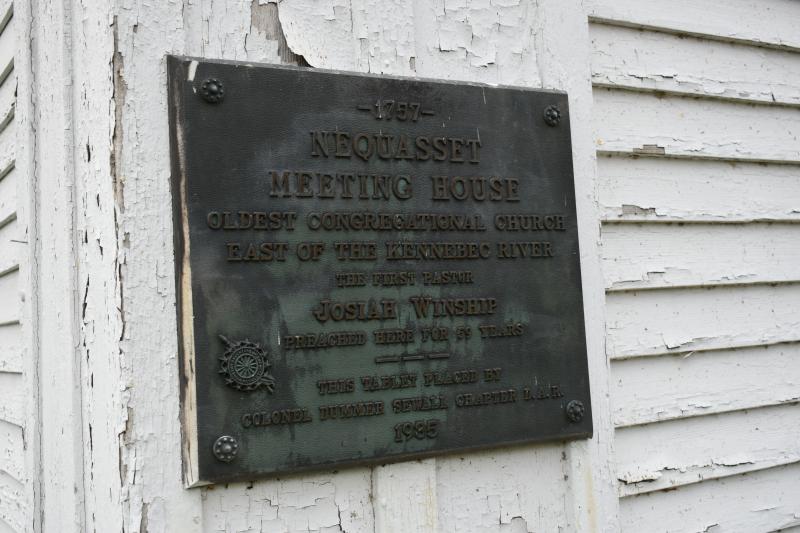 -1757-
NEQUASSET
MEETING HOUSE
OLDEST CONGREGATIONAL CHURCH
EAST OF THE KENNEBEC RIVER
THE FIRST PASTOR
JOSIAH WINSHIP
PREACHED HERE FOR 59 YEARS
THIS TABLET PLACED BY
COLONEL DUMMER SEWALL CHAPTER D.A.R.
1935